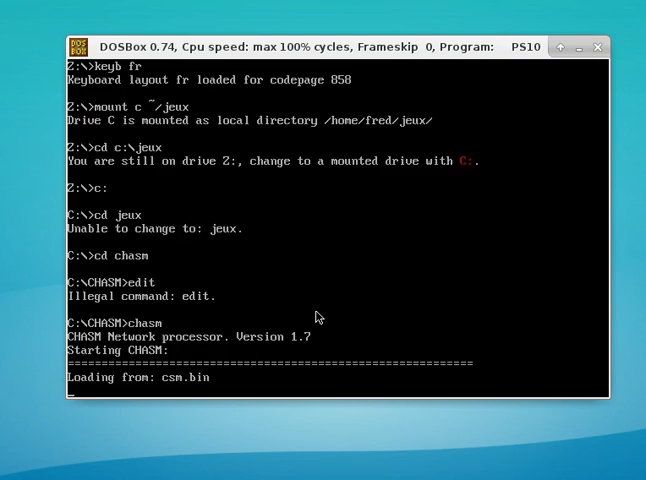 DOS
BOX
DOSBox 0.74, Cpu speed: max 100% cycles, Frameskip 0, Program: PS10
Z:\>keyb fr
Keyboard layout fr loaded for codepage 858
Z:\>mount c ~/jeux
Drive C is mounted as local directory /home/fred/jeux/
Z:\>cd c:\jeux
You are still on drive Z:, change to a mounted drive with C:.
Z:\>c:
C:\>cd jeux
Unable to change to: jeux.
C:\>cd chasm
C:\CHASM>edit
Illegal command: edit.
C:\CHASM>chasm
CHASM Network processor. Version 1.7
Starting CHASM:
============================================================
Loading from: csm.bin
_